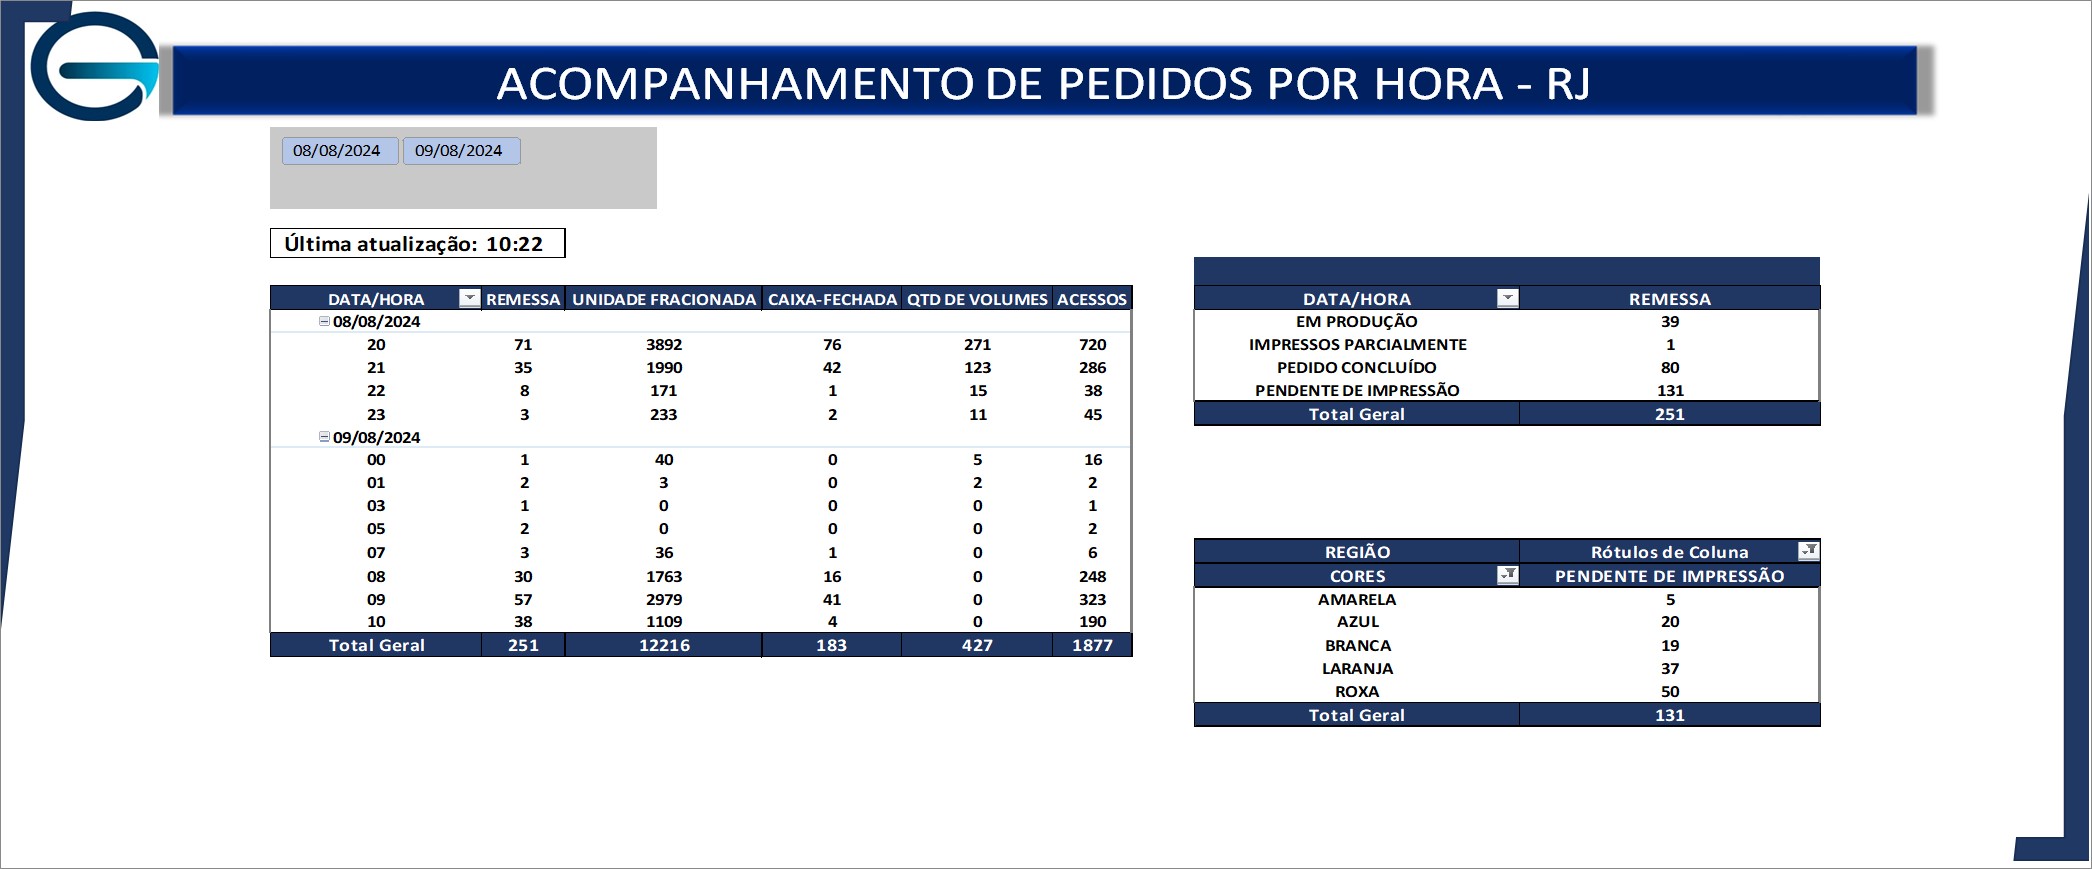 ACOMPANHAMENTO DE PEDIDOS POR HORA - RJ
08/08/2024 09/08/2024
Última atualização: 10:22
DATA/HORA REMESSA UNIDADE FRACIONADA CAIXA-FECHADA QTD DE VOLUMES ACESSOS
08/08/2024
20 71 3892 76 271 720
21 35 1990 42 123 286
22 8 171 1 15 38
23 3 233 2 11 45
09/08/2024
00 1 40 0 5 16
01 2 3 0 2 2
03 1 0 0 0 1
05 2 0 0 0 2
07 3 36 1 0 6
08 30 1763 16 0 248
09 57 2979 41 0 323
10 38 1109 4 0 190
Total Geral 251 12216 183 427 1877
DATA/HORA REMESSA
EM PRODUÇÃO 39
IMPRESSOS PARCIALMENTE 1
PEDIDO CONCLUÍDO 80
PENDENTE DE IMPRESSÃO 131
Total Geral 251
REGIÃO Rótulos de Coluna
CORES PENDENTE DE IMPRESSÃO
AMARELA 5
AZUL 20
BRANCA 19
LARANJA 37
ROXA 50
Total Geral 131